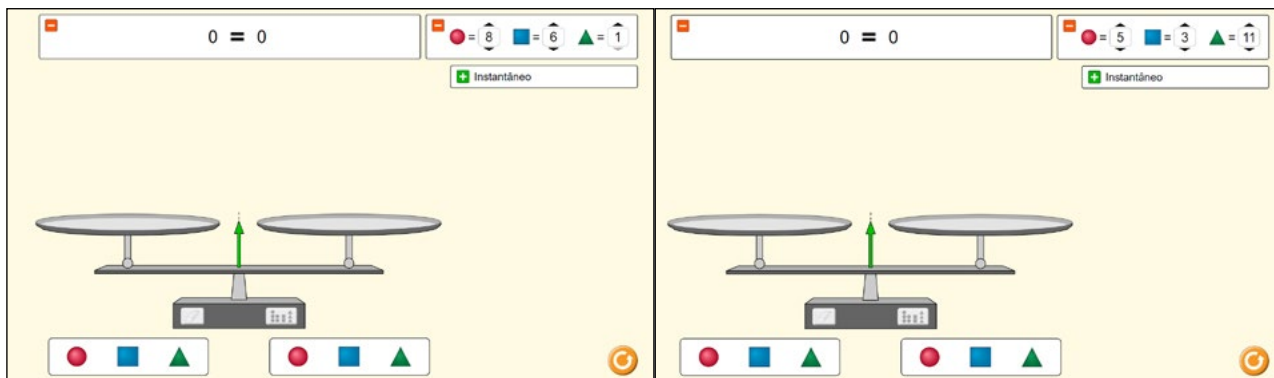 0 = 0
= 8 = 6 = 1
Instantâneo
0 = 0
= 5 = 3 = 11
Instantâneo